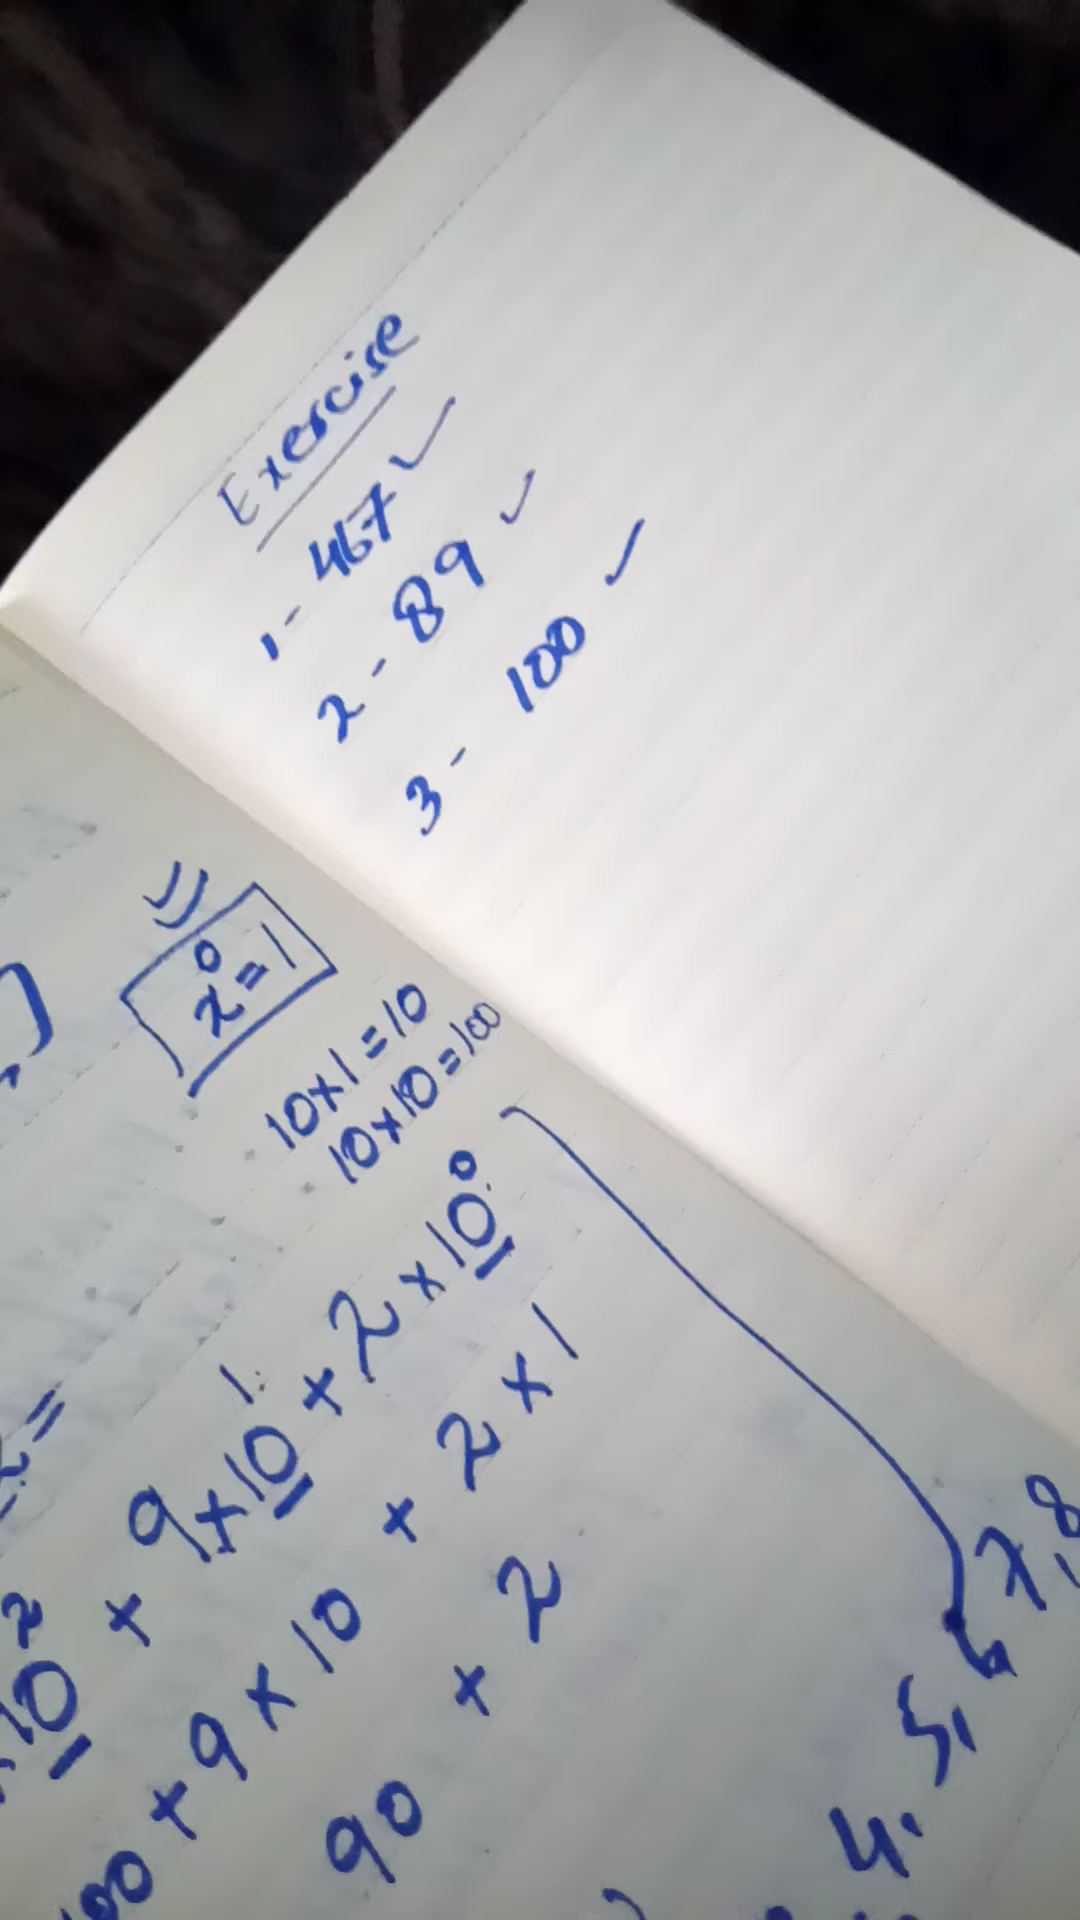 Exercise
1 - 467 ✓
2 - 89 ✓
3 - 100 ✓
x⁰ = 1
10×1=10
10×10=100
2=
10² + 9×10¹ + 2×10⁰
00 + 9×10 + 2×1
90 + 2
4, 5, 7, 8